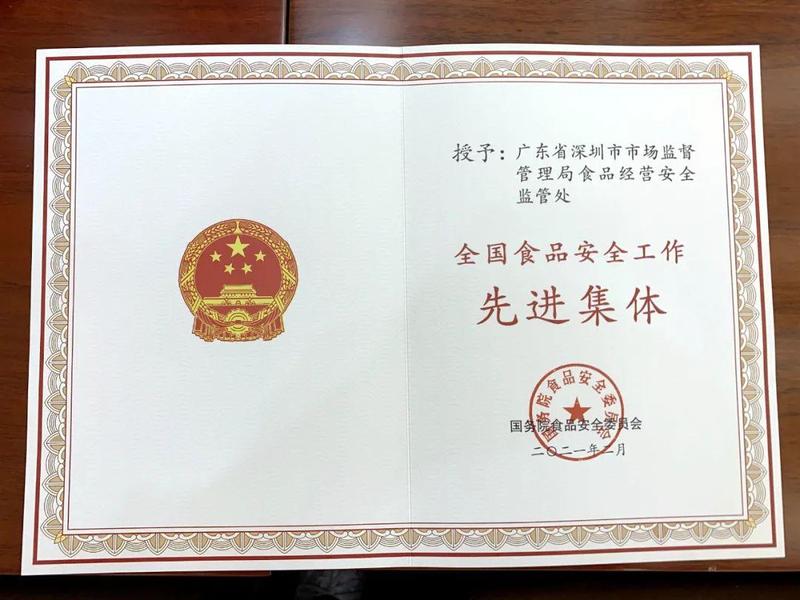 授予：广东省深圳市市场监督
管理局食品经营安全
监管处
全国食品安全工作
先进集体
国务院食品安全委员会
国务院食品安全委员会
二〇二一年二月